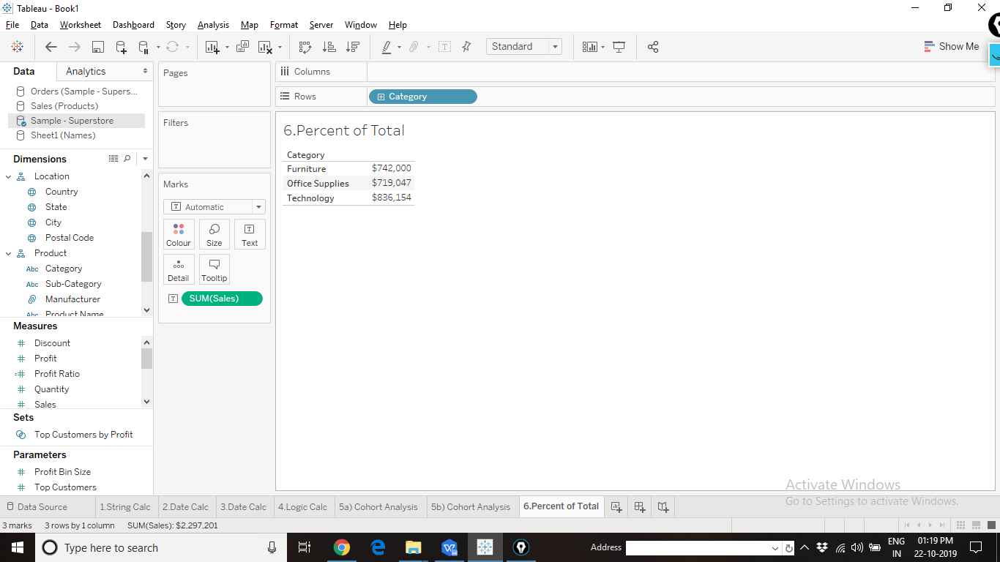 Tableau - Book1
File Data Worksheet Dashboard Story Analysis Map Format Server Window Help
Standard
Show Me
Data Analytics
Orders (Sample - Supers...
Sales (Products)
Sample - Superstore
Sheet1 (Names)
Dimensions
Location
Country
State
City
Postal Code
Product
Abc Category
Abc Sub-Category
Manufacturer
Abc Product Name
Measures
# Discount
# Profit
=# Profit Ratio
# Quantity
# Sales
Sets
Top Customers by Profit
Parameters
# Profit Bin Size
# Top Customers
Pages
Filters
Marks
T Automatic
Colour Size Text
Detail Tooltip
T SUM(Sales)
Columns
Rows Category
6.Percent of Total
Category
Furniture $742,000
Office Supplies $719,047
Technology $836,154
Activate Windows
Go to Settings to activate Windows.
Data Source 1.String Calc 2.Date Calc 3.Date Calc 4.Logic Calc 5a) Cohort Analysis 5b) Cohort Analysis 6.Percent of Total
3 marks 3 rows by 1 column SUM(Sales): $2,297,201
Type here to search
Address
ENG
IN
01:19 PM
22-10-2019